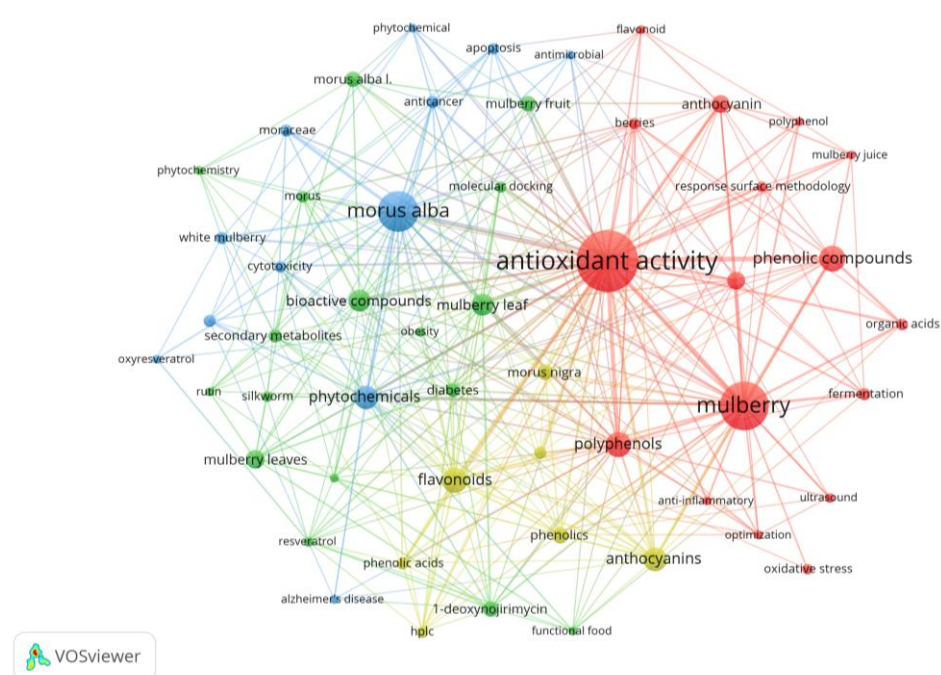 phytochemical
flavonoid
apoptosis
antimicrobial
morus alba l.
anticancer
mulberry fruit
anthocyanin
berries
polyphenol
moraceae
mulberry juice
phytochemistry
molecular docking
response surface methodology
morus
morus alba
white mulberry
antioxidant activity
phenolic compounds
cytotoxicity
bioactive compounds
mulberry leaf
organic acids
secondary metabolites
obesity
oxyresveratrol
morus nigra
rutin
silkworm
phytochemicals
diabetes
fermentation
mulberry
polyphenols
mulberry leaves
flavonoids
anti-inflammatory
ultrasound
resveratrol
phenolics
optimization
phenolic acids
anthocyanins
oxidative stress
alzheimer's disease
1-deoxynojirimycin
hplc
functional food
VOSviewer